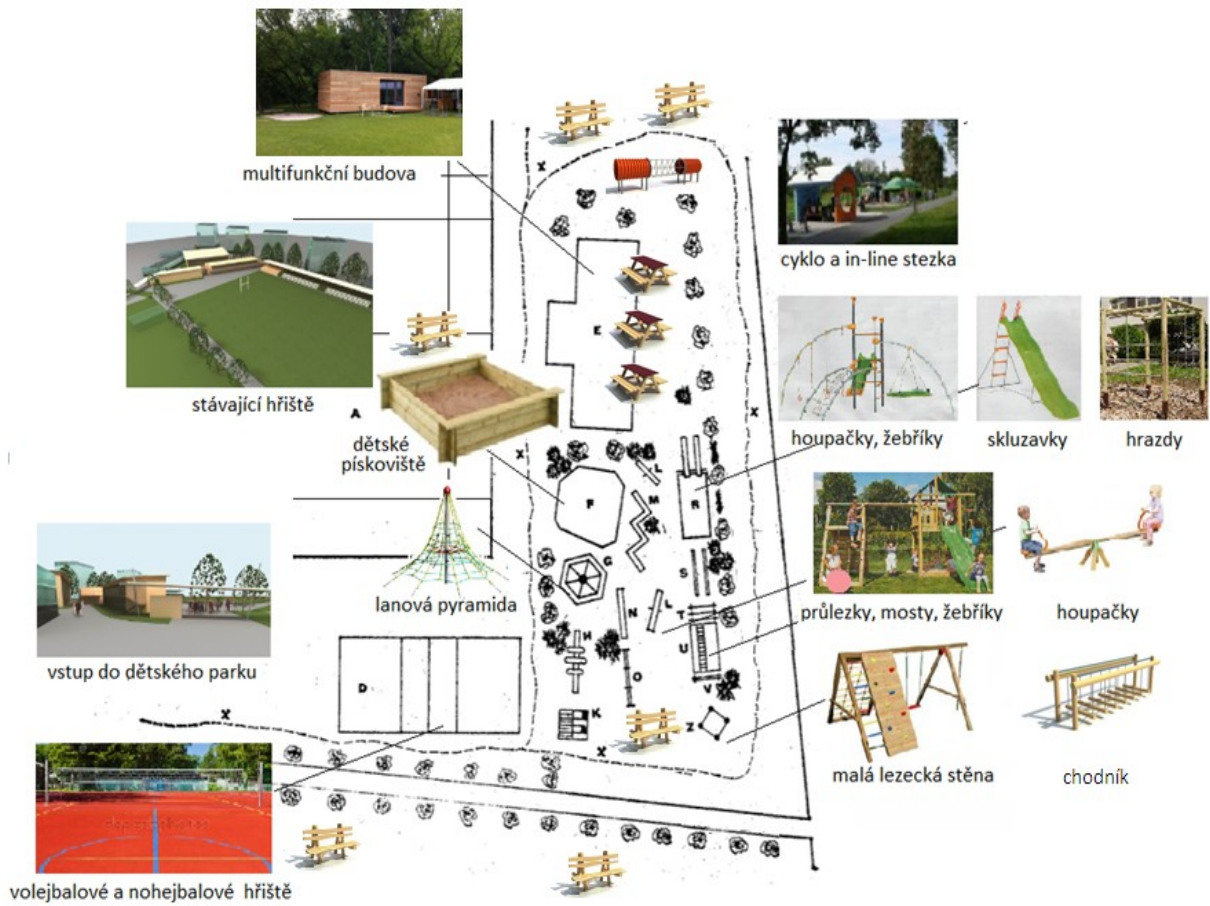 multifunkční budova
X
cyklo a in-line stezka
stávající hřiště
E
houpačky, žebříky
skluzavky
hrazdy
A
X
dětské
pískoviště
X
L
F
M
R
G
S
lanová pyramida
N
L
T
průlezky, mosty, žebříky
houpačky
H
U
vstup do dětského parku
D
O
V
X
K
Z
X
malá lezecká stěna
chodník
volejbalové a nohejbalové hřiště